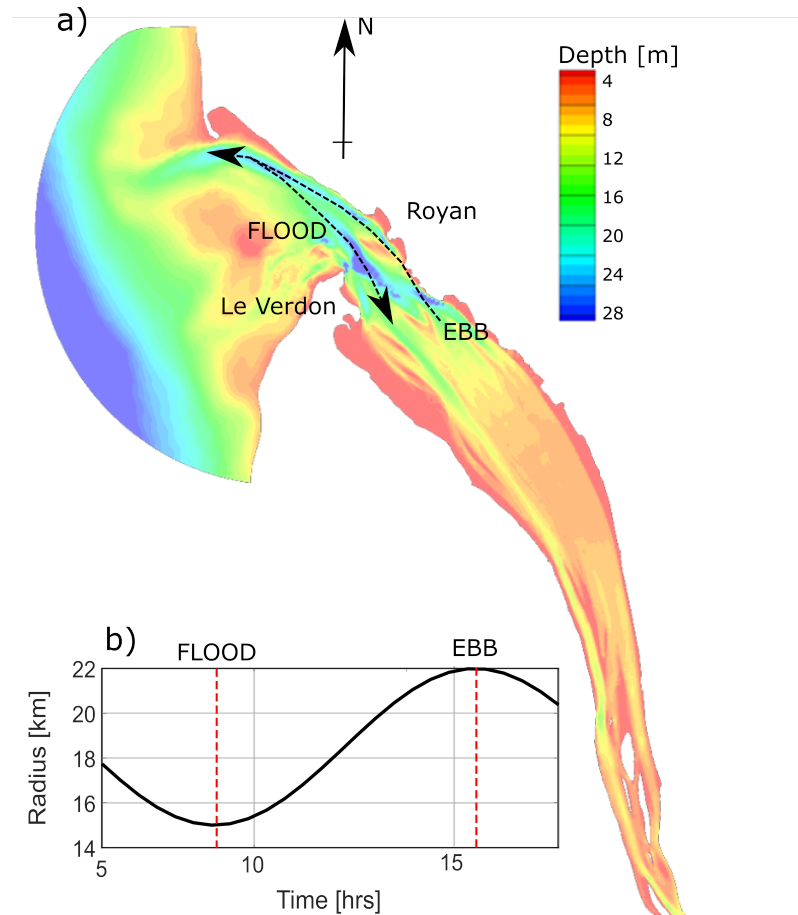 a)
N
Depth [m]
4
8
12
16
20
24
28
Royan
FLOOD
Le Verdon
EBB
b)
FLOOD
EBB
22
20
18
16
14
Radius [km]
5
10
15
Time [hrs]